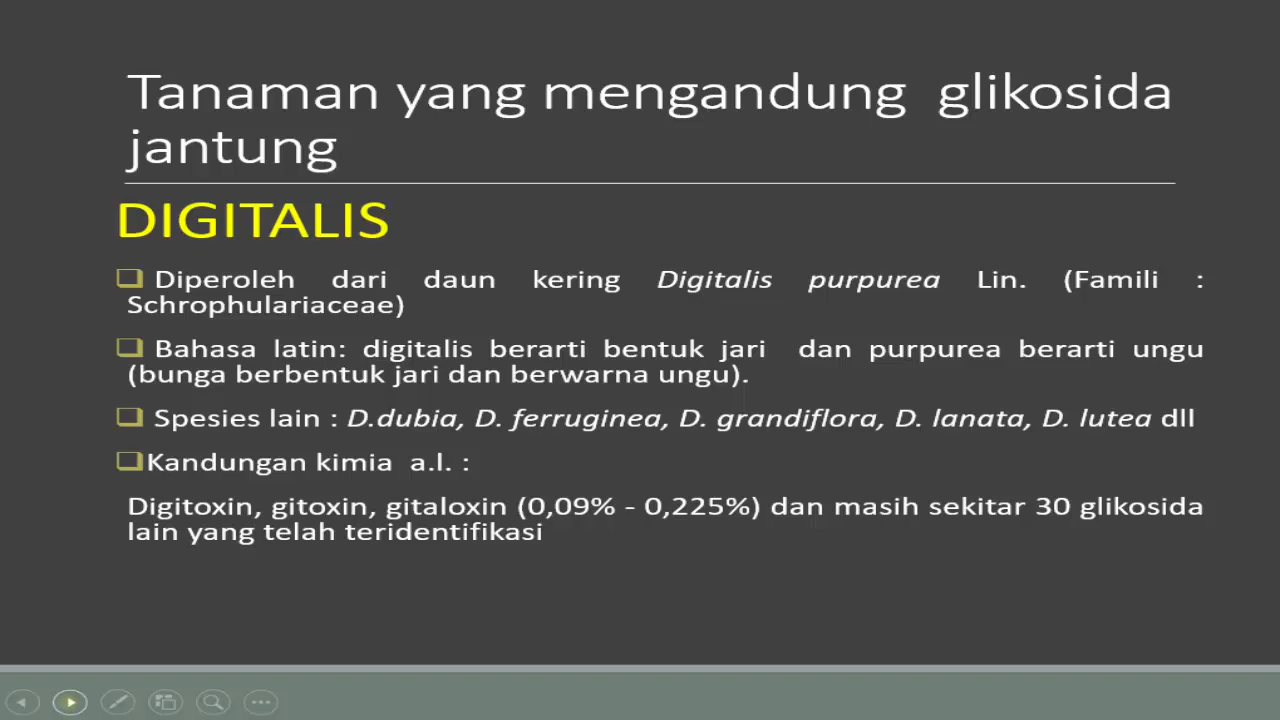 Tanaman yang mengandung glikosida
jantung
DIGITALIS
Diperoleh dari daun kering Digitalis purpurea Lin. (Famili :
Schrophulariaceae)
Bahasa latin: digitalis berarti bentuk jari dan purpurea berarti ungu
(bunga berbentuk jari dan berwarna ungu).
Spesies lain : D.dubia, D. ferruginea, D. grandiflora, D. lanata, D. lutea dll
Kandungan kimia a.l. :
Digitoxin, gitoxin, gitaloxin (0,09% - 0,225%) dan masih sekitar 30 glikosida
lain yang telah teridentifikasi